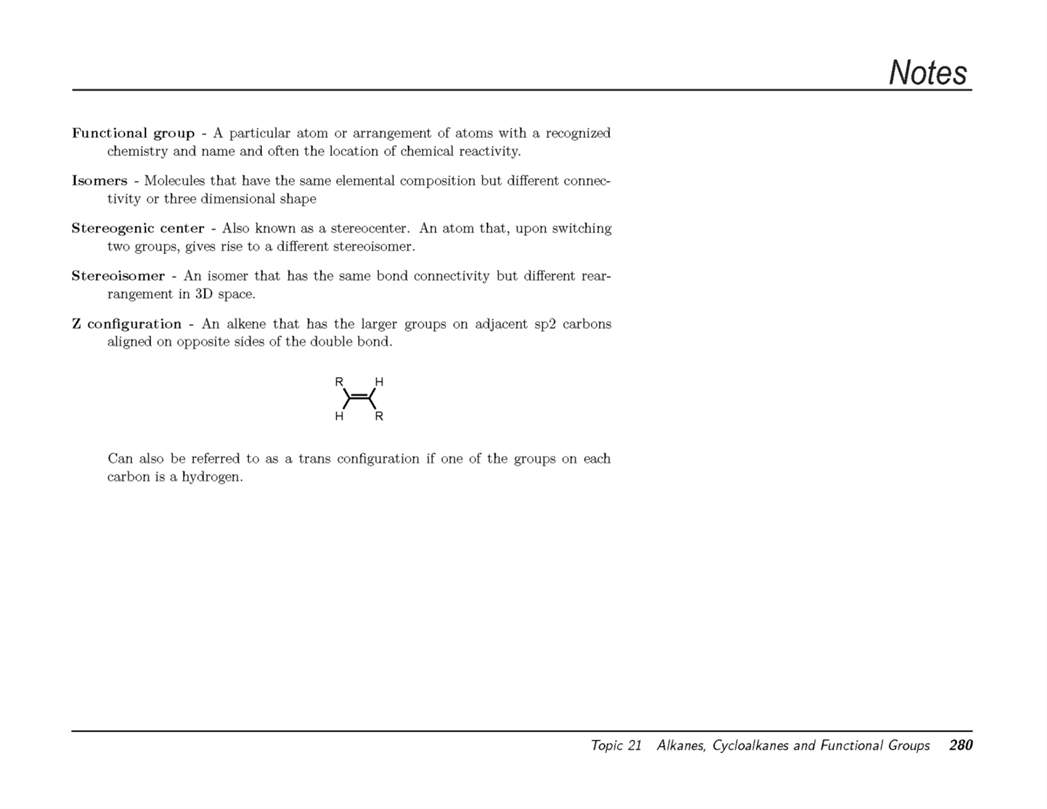 Notes
Functional group - A particular atom or arrangement of atoms with a recognized
chemistry and name and often the location of chemical reactivity.
Isomers - Molecules that have the same elemental composition but different connec-
tivity or three dimensional shape
Stereogenic center - Also known as a stereocenter. An atom that, upon switching
two groups, gives rise to a different stereoisomer.
Stereoisomer - An isomer that has the same bond connectivity but different rear-
rangement in 3D space.
Z configuration - An alkene that has the larger groups on adjacent sp2 carbons
aligned on opposite sides of the double bond.
R H
H R
Can also be referred to as a trans configuration if one of the groups on each
carbon is a hydrogen.
Topic 21 Alkanes, Cycloalkanes and Functional Groups 280